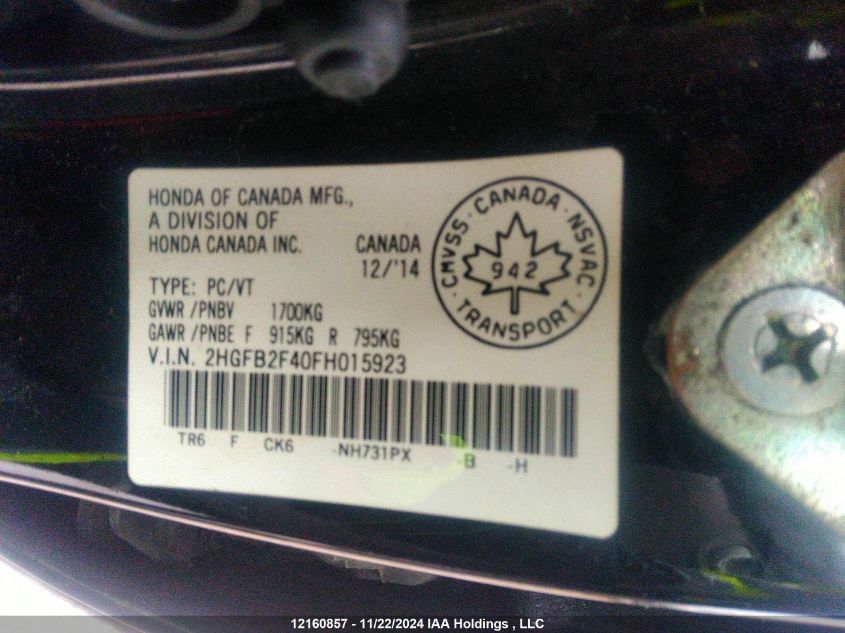 HONDA OF CANADA MFG.,
A DIVISION OF
HONDA CANADA INC. CANADA
12/'14
TYPE: PC/VT
GVWR /PNBV 1700KG
GAWR /PNBE F 915KG R 795KG
V.I.N. 2HGFB2F40FH015923
TR6 F CK6 -NH731PX -B -H
CMVSS · CANADA · NSVAC
942
· TRANSPORT ·
12160857 - 11/22/2024 IAA Holdings , LLC